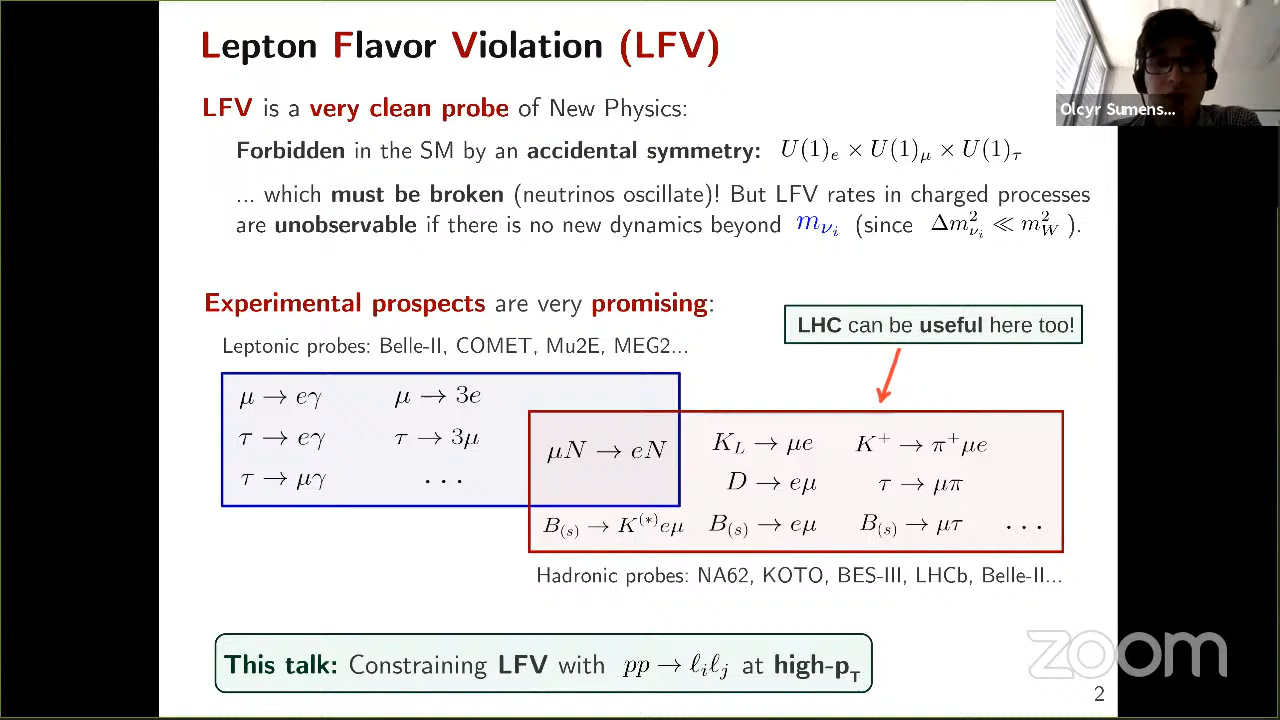 Lepton Flavor Violation (LFV)
Olcyr Sumens...
LFV is a very clean probe of New Physics:
Forbidden in the SM by an accidental symmetry: U(1)_e × U(1)_μ × U(1)_τ
... which must be broken (neutrinos oscillate)! But LFV rates in charged processes
are unobservable if there is no new dynamics beyond m_{ν_i} (since Δm²_{ν_i} ≪ m²_W ).
Experimental prospects are very promising:
LHC can be useful here too!
Leptonic probes: Belle-II, COMET, Mu2E, MEG2...
μ → eγ μ → 3e
τ → eγ τ → 3μ
τ → μγ ...
μN → eN K_L → μe K⁺ → π⁺μe
D → eμ τ → μπ
B_(s) → K^(*)eμ B_(s) → eμ B_(s) → μτ ...
Hadronic probes: NA62, KOTO, BES-III, LHCb, Belle-II...
This talk: Constraining LFV with pp → ℓ_iℓ_j at high-p_T
zoom
2